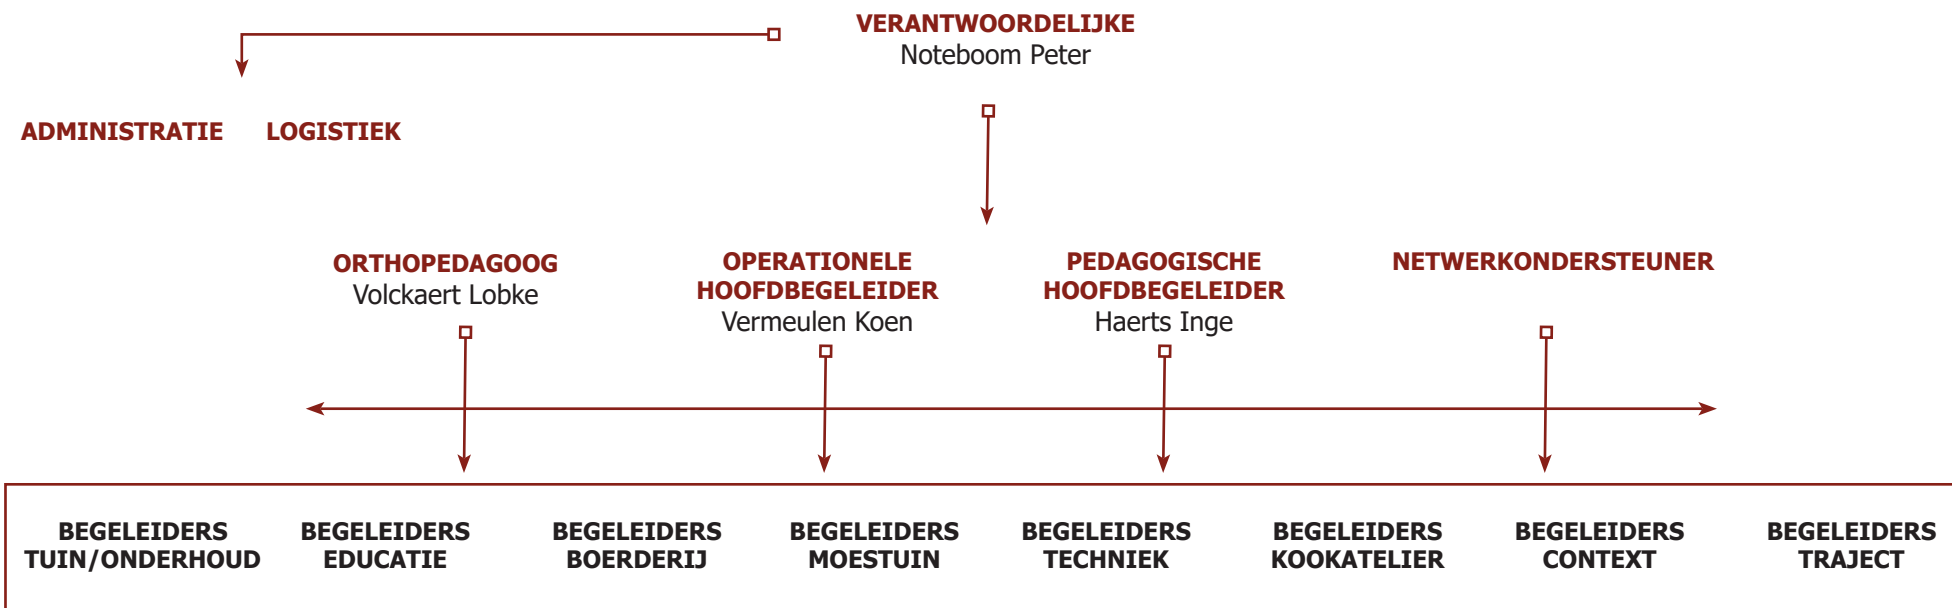 VERANTWOORDELIJKE
Noteboom Peter
ADMINISTRATIE LOGISTIEK
ORTHOPEDAGOOG
Volckaert Lobke
OPERATIONELE
HOOFDBEGELEIDER
Vermeulen Koen
PEDAGOGISCHE
HOOFDBEGELEIDER
Haerts Inge
NETWERKONDERSTEUNER
BEGELEIDERS
TUIN/ONDERHOUD
BEGELEIDERS
EDUCATIE
BEGELEIDERS
BOERDERIJ
BEGELEIDERS
MOESTUIN
BEGELEIDERS
TECHNIEK
BEGELEIDERS
KOOKATELIER
BEGELEIDERS
CONTEXT
BEGELEIDERS
TRAJECT